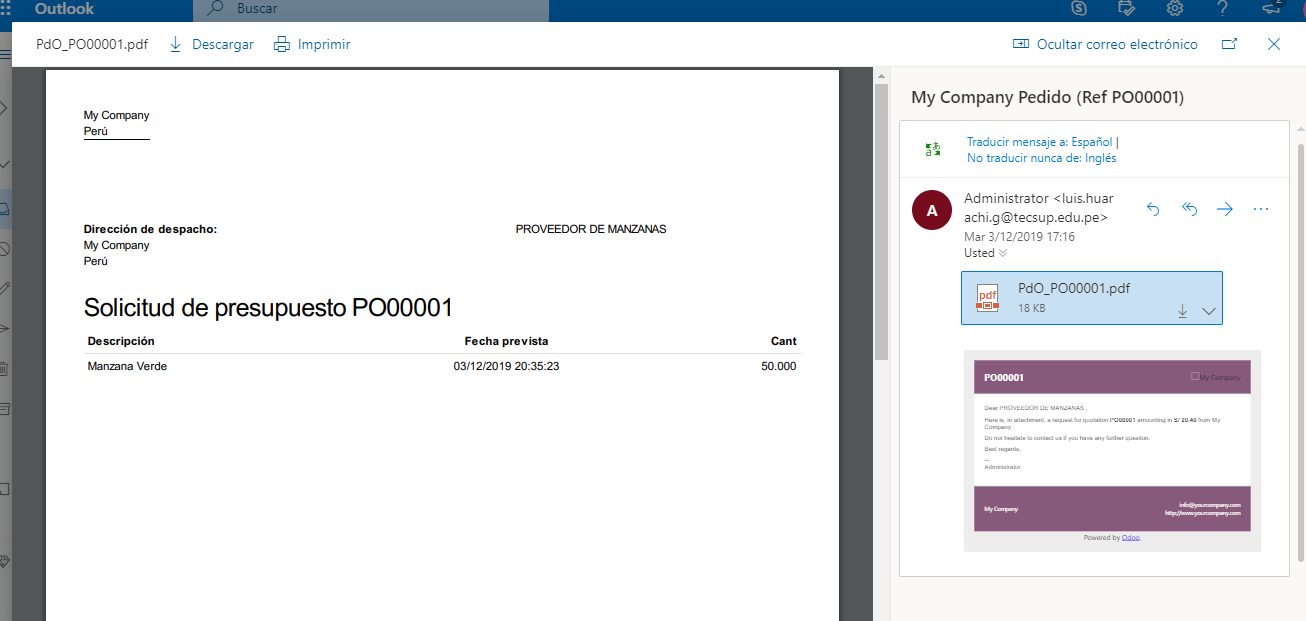 Outlook
Buscar
2
PdO_PO00001.pdf
Descargar
Imprimir
Ocultar correo electrónico
My Company
Perú
Dirección de despacho:
PROVEEDOR DE MANZANAS
My Company
Perú
Solicitud de presupuesto PO00001
Descripción Fecha prevista Cant
Manzana Verde 03/12/2019 20:35:23 50.000
My Company Pedido (Ref PO00001)
Traducir mensaje a: Español |
No traducir nunca de: Inglés
A
Administrator <luis.huar
achi.g@tecsup.edu.pe>
Mar 3/12/2019 17:16
Usted
pdf
PdO_PO00001.pdf
18 KB
PO00001
My Company
Dear PROVEEDOR DE MANZANAS ,
Here is, in attachment, a request for quotation PO00001 amounting in S/ 20.40 from My
Company.
Do not hesitate to contact us if you have any further question.
Best regards,
--
Administrator
My Company
info@yourcompany.com
http://www.yourcompany.com
Powered by Odoo.